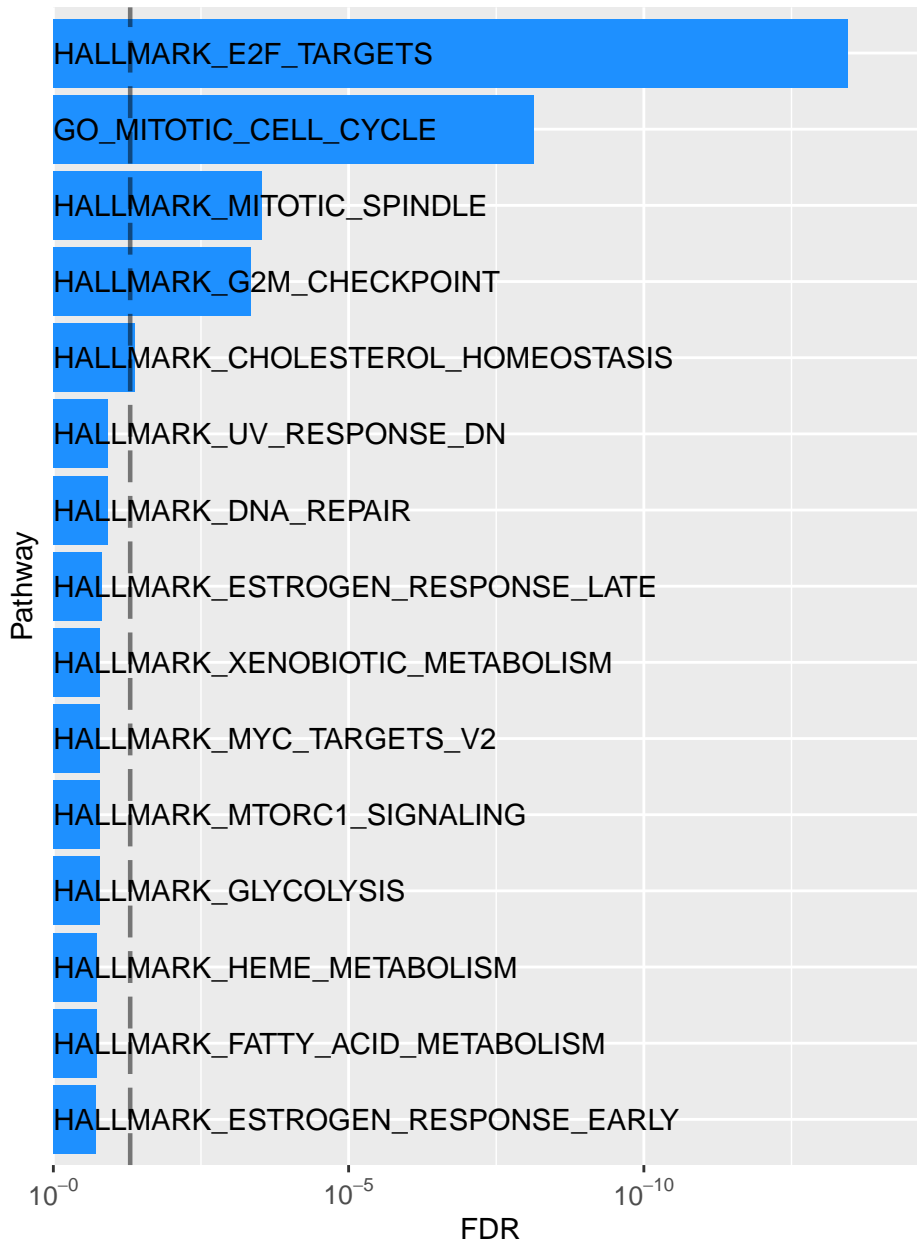 HALLMARK_E2F_TARGETS
GO_MITOTIC_CELL_CYCLE
HALLMARK_MITOTIC_SPINDLE
HALLMARK_G2M_CHECKPOINT
HALLMARK_CHOLESTEROL_HOMEOSTASIS
HALLMARK_UV_RESPONSE_DN
HALLMARK_DNA_REPAIR
HALLMARK_ESTROGEN_RESPONSE_LATE
HALLMARK_XENOBIOTIC_METABOLISM
HALLMARK_MYC_TARGETS_V2
HALLMARK_MTORC1_SIGNALING
HALLMARK_GLYCOLYSIS
HALLMARK_HEME_METABOLISM
HALLMARK_FATTY_ACID_METABOLISM
HALLMARK_ESTROGEN_RESPONSE_EARLY
Pathway
10⁻⁰ 10⁻⁵ 10⁻¹⁰
FDR